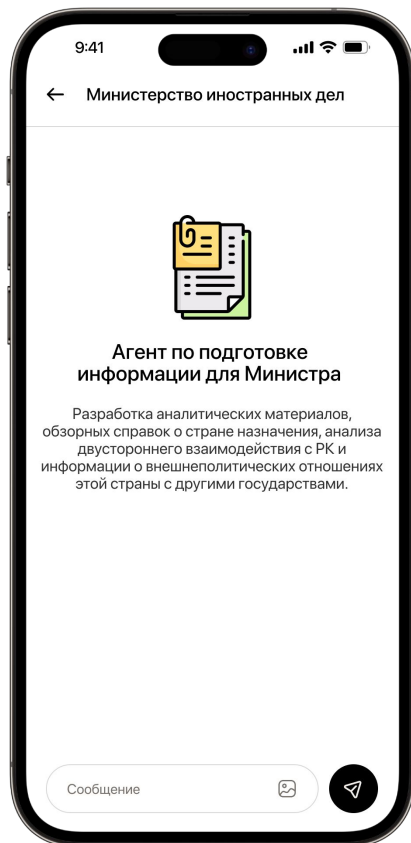 9:41
Министерство иностранных дел
Агент по подготовке
информации для Министра
Разработка аналитических материалов,
обзорных справок о стране назначения, анализа
двустороннего взаимодействия с РК и
информации о внешнеполитических отношениях
этой страны с другими государствами.
Сообщение